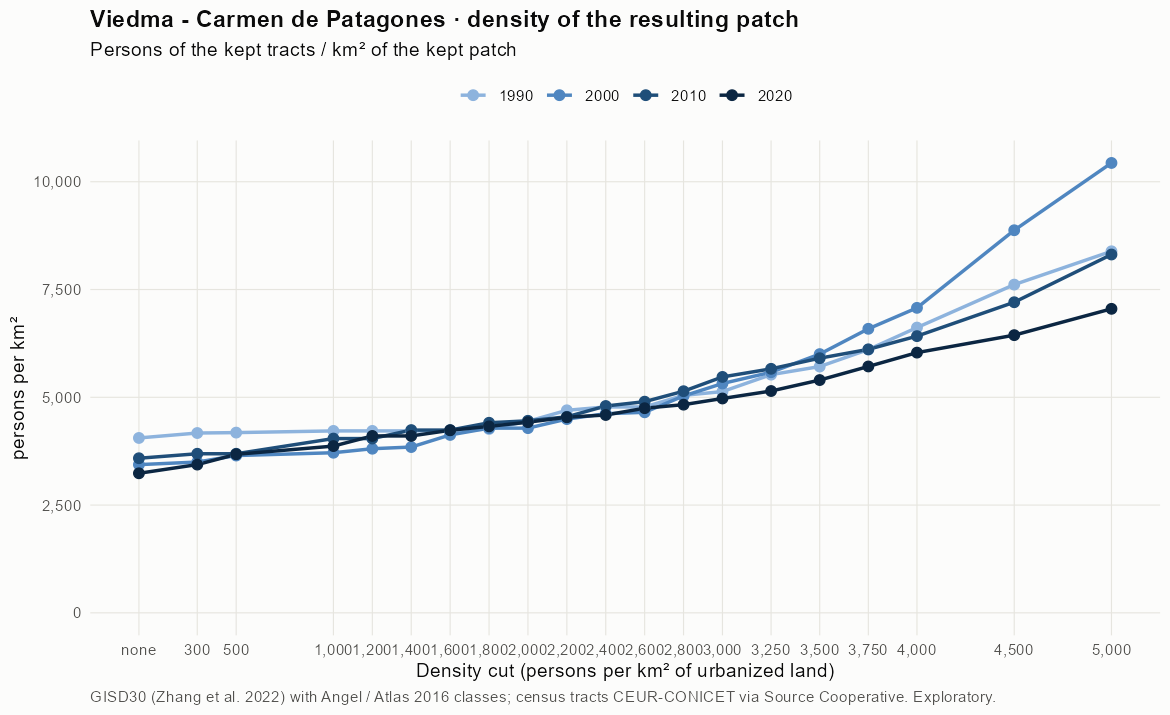 Viedma - Carmen de Patagones · density of the resulting patch
Persons of the kept tracts / km² of the kept patch
1990 2000 2010 2020
10,000
7,500
5,000
2,500
0
persons per km²
none 300 500 1,000 1,200 1,400 1,600 1,800 2,000 2,200 2,400 2,600 2,800 3,000 3,250 3,500 3,750 4,000 4,500 5,000
Density cut (persons per km² of urbanized land)
GISD30 (Zhang et al. 2022) with Angel / Atlas 2016 classes; census tracts CEUR-CONICET via Source Cooperative. Exploratory.